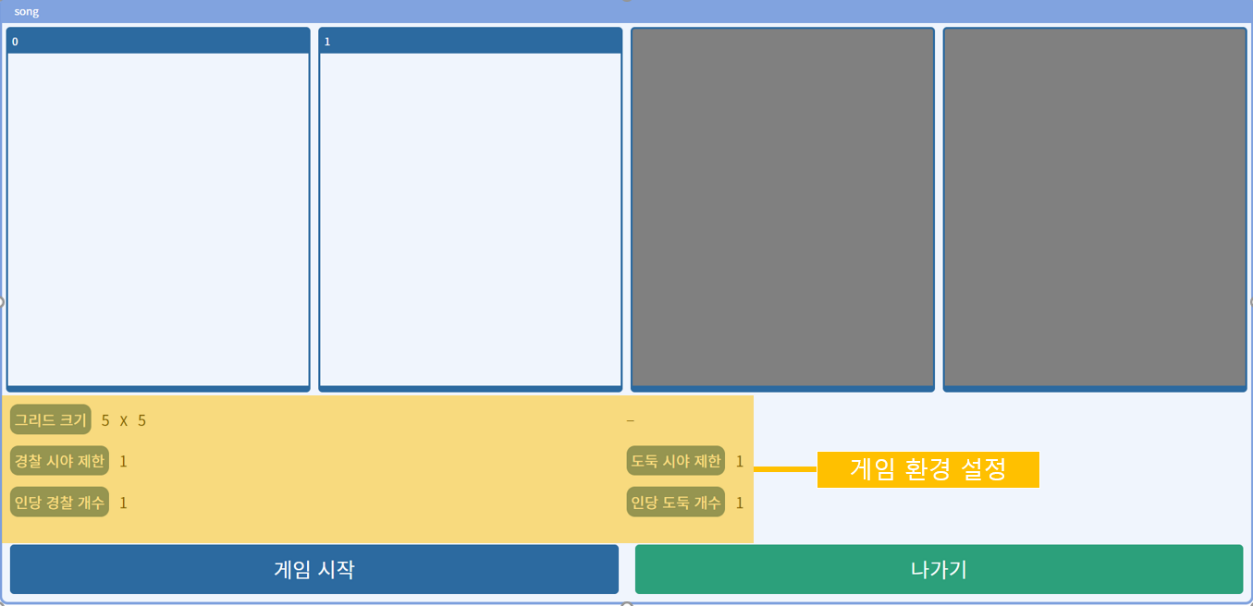 song
0
1
그리드 크기 5 X 5 –
경찰 시야 제한 1 도둑 시야 제한 1
게임 환경 설정
인당 경찰 개수 1 인당 도둑 개수 1
게임 시작 나가기